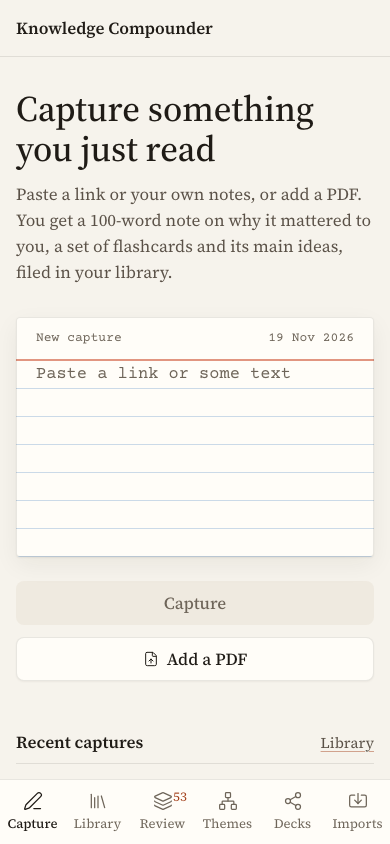 Knowledge Compounder
Capture something
you just read
Paste a link or your own notes, or add a PDF.
You get a 100-word note on why it mattered to
you, a set of flashcards and its main ideas,
filed in your library.
New capture 19 Nov 2026
Paste a link or some text
Capture
Add a PDF
Recent captures Library
53
Capture Library Review Themes Decks Imports